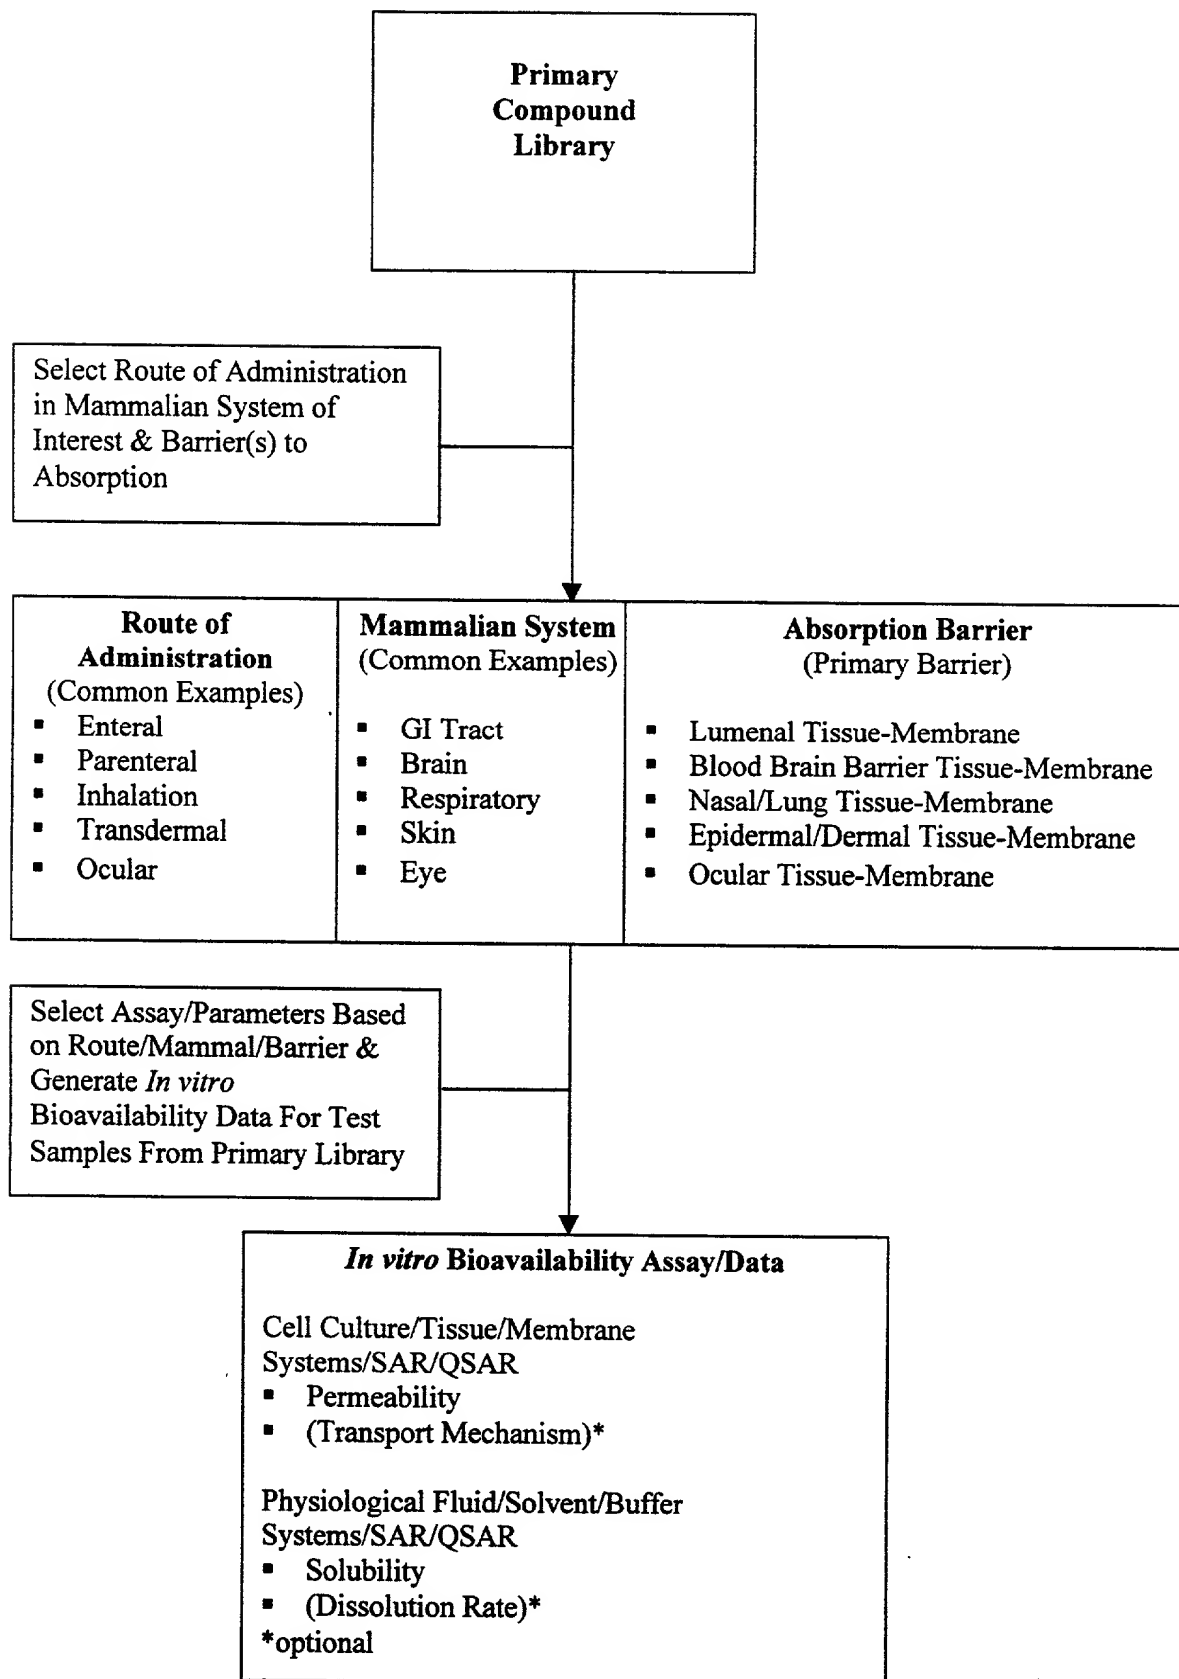 Primary
Compound
Library
Select Route of Administration
in Mammalian System of
Interest & Barrier(s) to
Absorption
Route of
Administration
(Common Examples)
▪ Enteral
▪ Parenteral
▪ Inhalation
▪ Transdermal
▪ Ocular
Mammalian System
(Common Examples)
▪ GI Tract
▪ Brain
▪ Respiratory
▪ Skin
▪ Eye
Absorption Barrier
(Primary Barrier)
▪ Lumenal Tissue-Membrane
▪ Blood Brain Barrier Tissue-Membrane
▪ Nasal/Lung Tissue-Membrane
▪ Epidermal/Dermal Tissue-Membrane
▪ Ocular Tissue-Membrane
Select Assay/Parameters Based
on Route/Mammal/Barrier &
Generate In vitro
Bioavailability Data For Test
Samples From Primary Library
In vitro Bioavailability Assay/Data
Cell Culture/Tissue/Membrane
Systems/SAR/QSAR
▪ Permeability
▪ (Transport Mechanism)*
Physiological Fluid/Solvent/Buffer
Systems/SAR/QSAR
▪ Solubility
▪ (Dissolution Rate)*
*optional